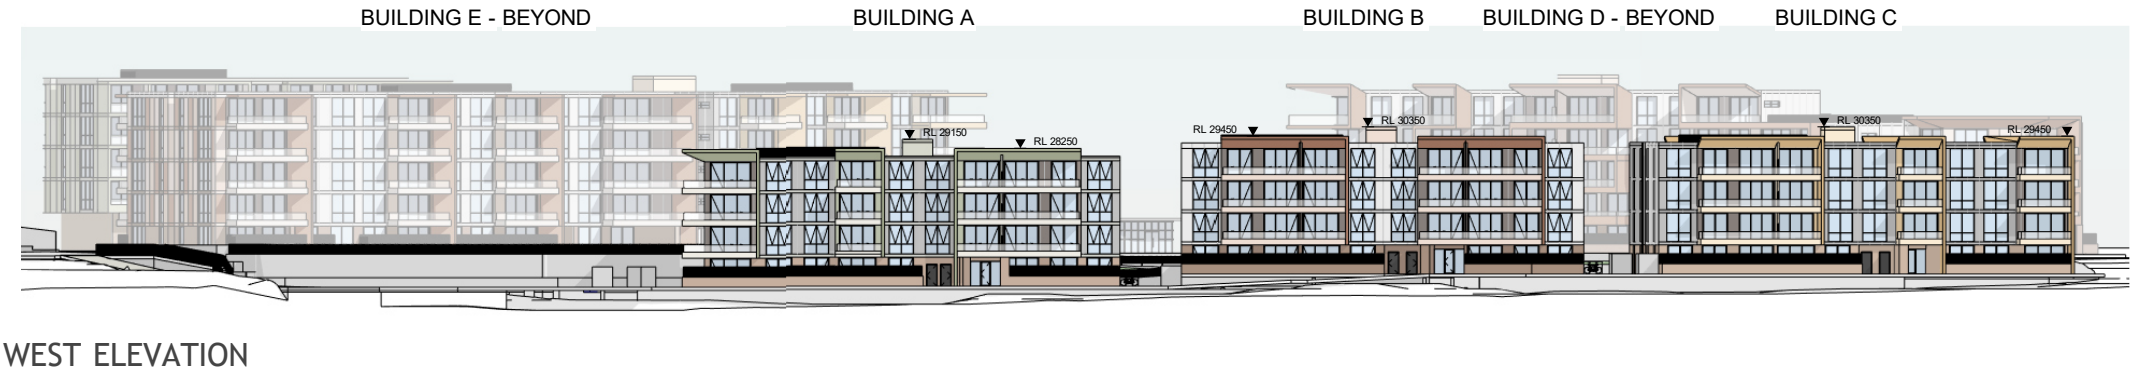 BUILDING E - BEYOND
BUILDING A
BUILDING B
BUILDING D - BEYOND
BUILDING C
RL 29150
RL 28250
RL 29450
RL 30350
RL 30350
RL 29450
WEST ELEVATION